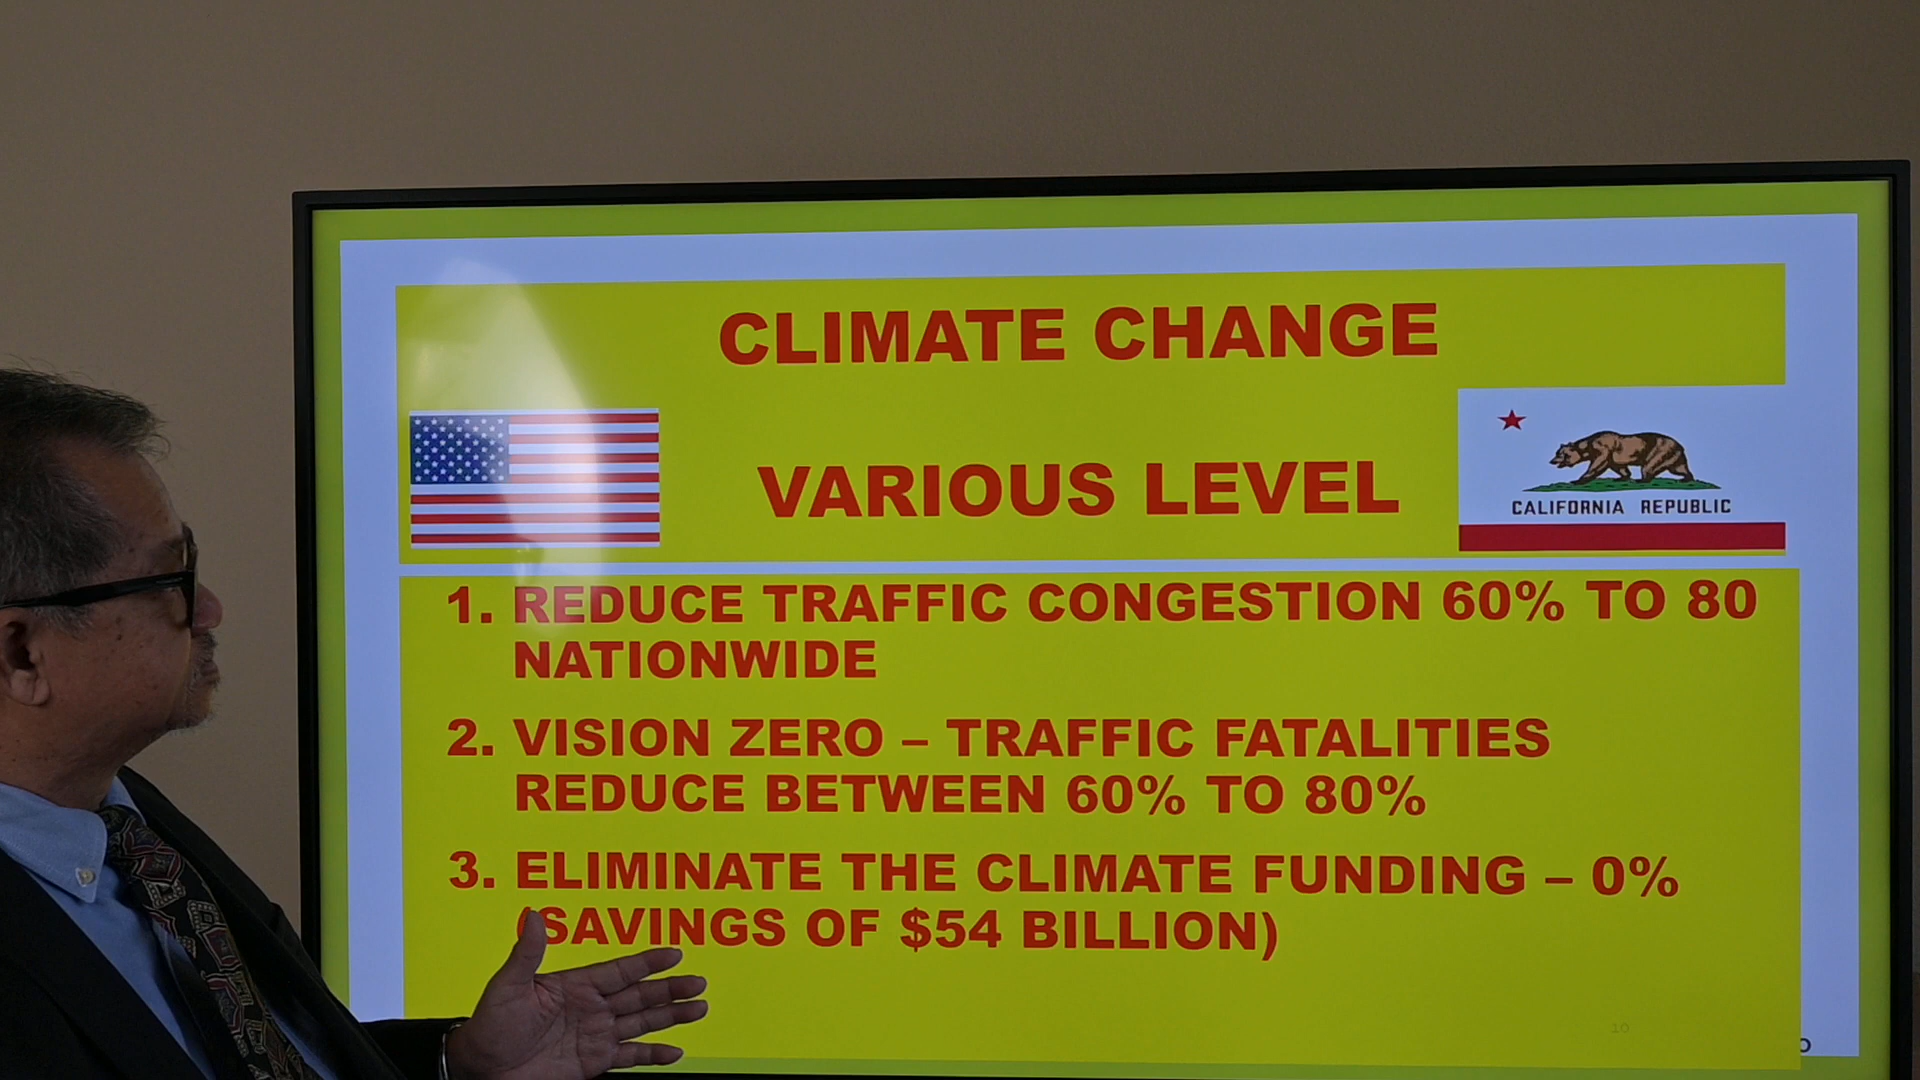 CLIMATE CHANGE
VARIOUS LEVEL
CALIFORNIA REPUBLIC
1. REDUCE TRAFFIC CONGESTION 60% TO 80
NATIONWIDE
2. VISION ZERO – TRAFFIC FATALITIES
REDUCE BETWEEN 60% TO 80%
3. ELIMINATE THE CLIMATE FUNDING – 0%
(SAVINGS OF $54 BILLION)
10